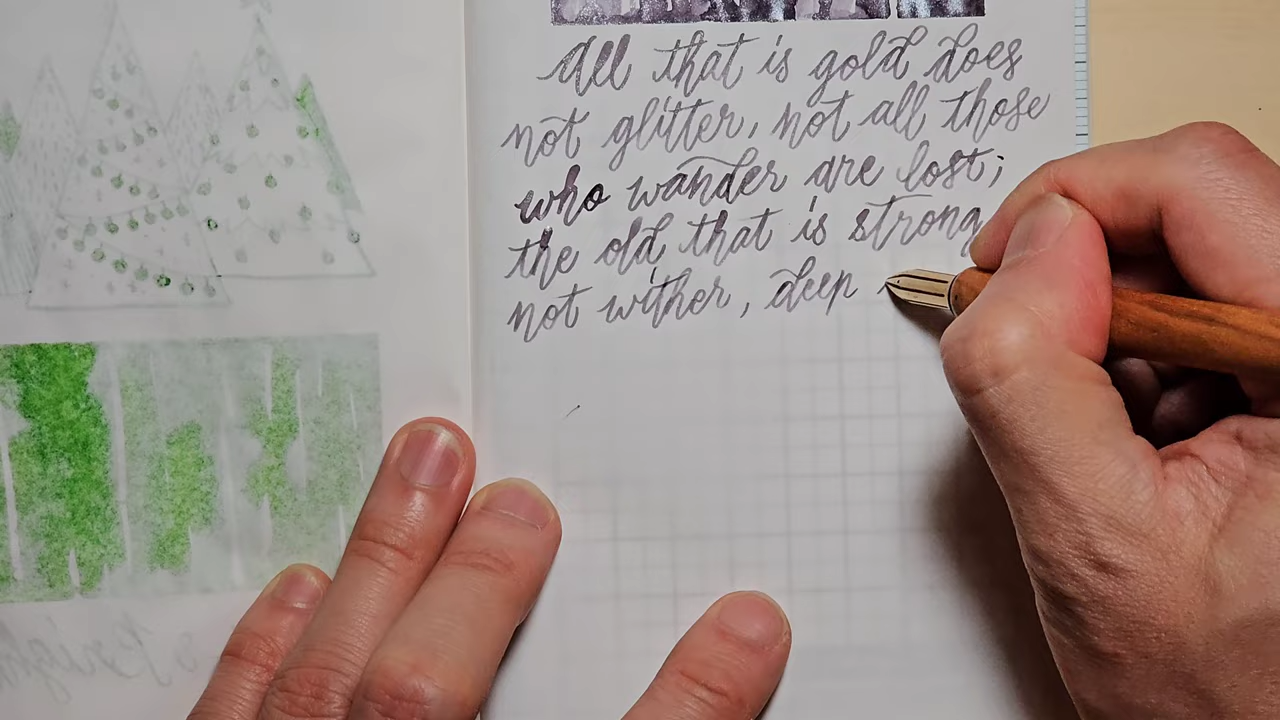 All that is gold does
not glitter, not all those
who wander are lost;
the old that is strong
not wither, deep